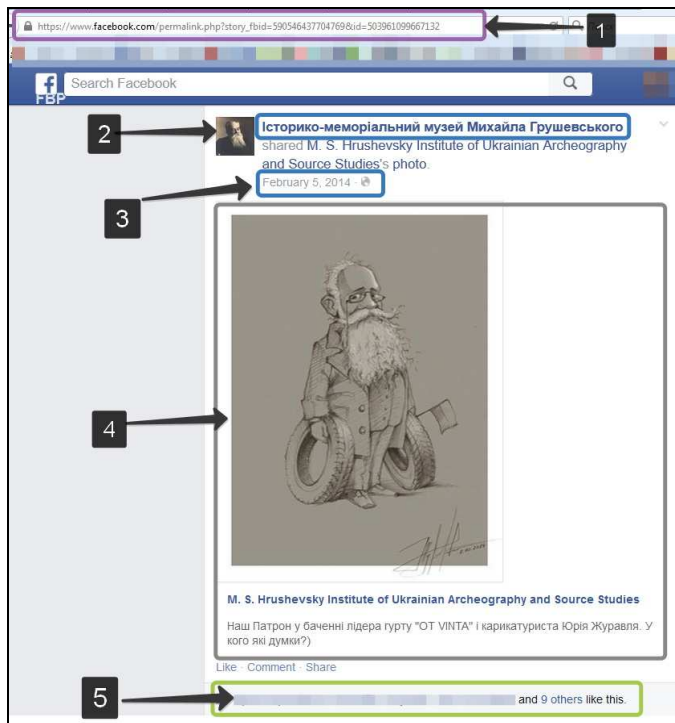 https://www.facebook.com/permalink.php?story_fbid=590546437704769&id=503961099667132
1
Search Facebook
FBP
2
Історико-меморіальний музей Михайла Грушевського
shared M. S. Hrushevsky Institute of Ukrainian Archeography
and Source Studies's photo.
February 5, 2014
3
4
M. S. Hrushevsky Institute of Ukrainian Archeography and Source Studies
Наш Патрон у баченні лідера гурту "ОТ VINTA" і карикатуриста Юрія Журавля. У
кого які думки?)
Like · Comment · Share
5
and 9 others like this.